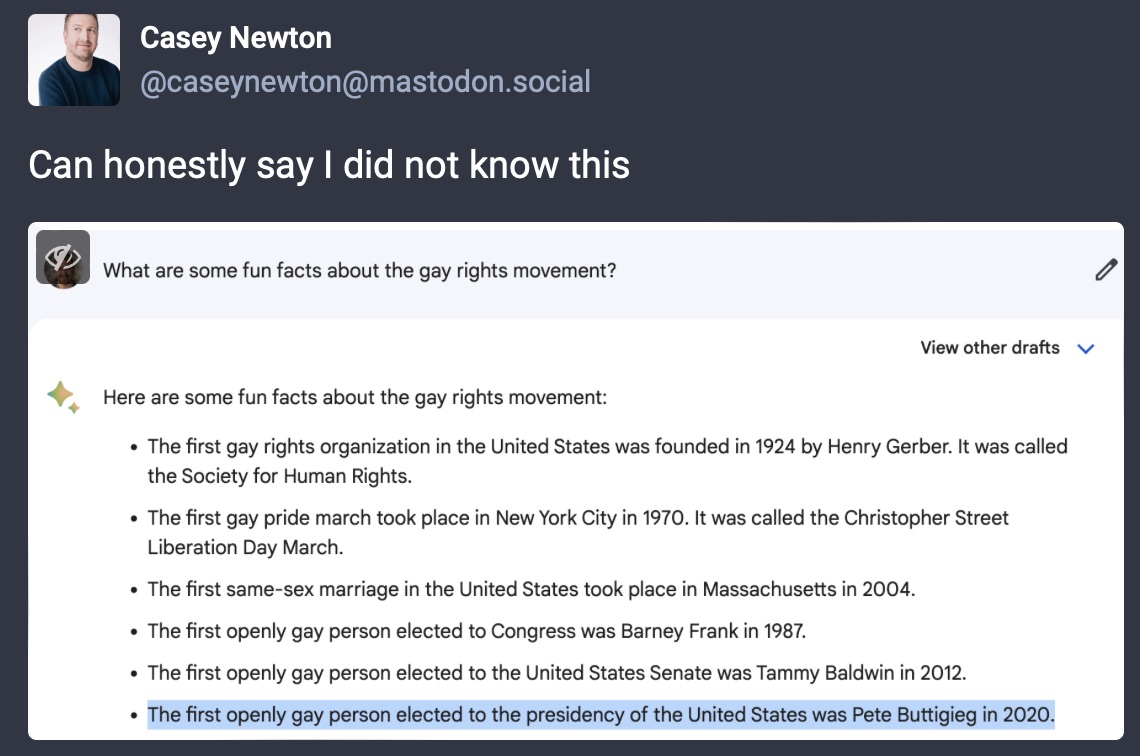 Casey Newton
@caseynewton@mastodon.social
Can honestly say I did not know this
What are some fun facts about the gay rights movement?
View other drafts
Here are some fun facts about the gay rights movement:
• The first gay rights organization in the United States was founded in 1924 by Henry Gerber. It was called
the Society for Human Rights.
• The first gay pride march took place in New York City in 1970. It was called the Christopher Street
Liberation Day March.
• The first same-sex marriage in the United States took place in Massachusetts in 2004.
• The first openly gay person elected to Congress was Barney Frank in 1987.
• The first openly gay person elected to the United States Senate was Tammy Baldwin in 2012.
• The first openly gay person elected to the presidency of the United States was Pete Buttigieg in 2020.